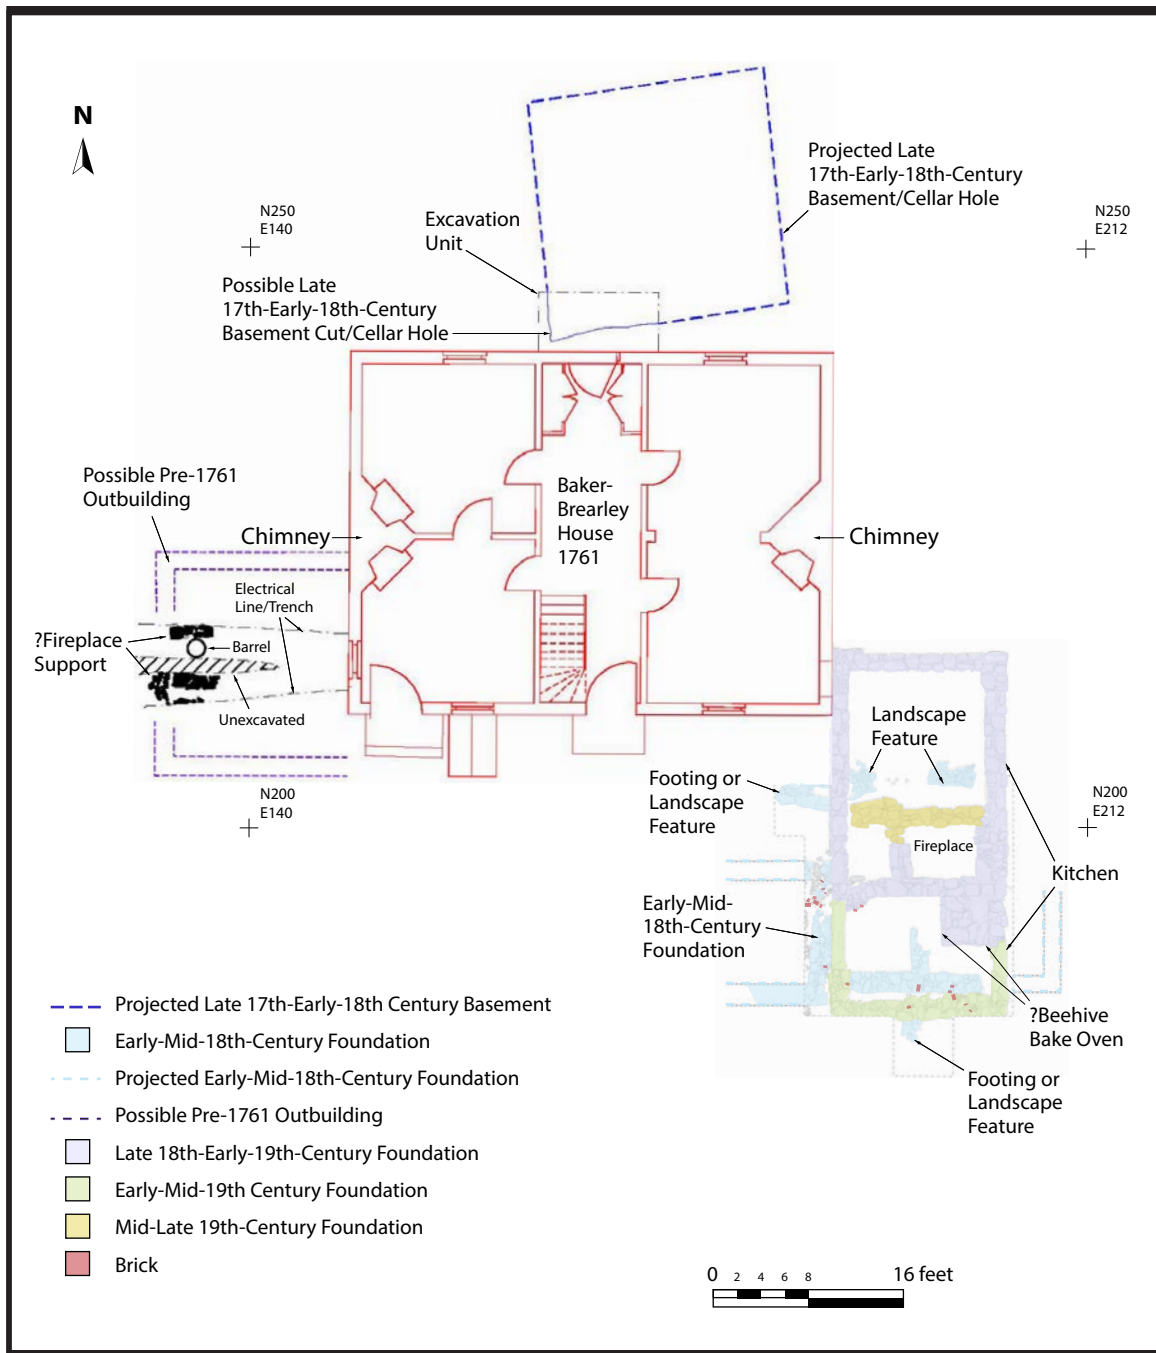 N
Projected Late
17th-Early-18th-Century
Basement/Cellar Hole
N250
E140
Excavation
Unit
N250
E212
Possible Late
17th-Early-18th-Century
Basement Cut/Cellar Hole
Possible Pre-1761
Outbuilding
Baker-
Brearley
House
1761
Chimney
Chimney
Electrical
Line/Trench
?Fireplace
Support
Barrel
Unexcavated
Landscape
Feature
Footing or
Landscape
Feature
N200
E140
N200
E212
Fireplace
Kitchen
Early-Mid-
18th-Century
Foundation
?Beehive
Bake Oven
Footing or
Landscape
Feature
Projected Late 17th-Early-18th Century Basement
Early-Mid-18th-Century Foundation
Projected Early-Mid-18th-Century Foundation
Possible Pre-1761 Outbuilding
Late 18th-Early-19th-Century Foundation
Early-Mid-19th Century Foundation
Mid-Late 19th-Century Foundation
Brick
0 2 4 6 8 16 feet